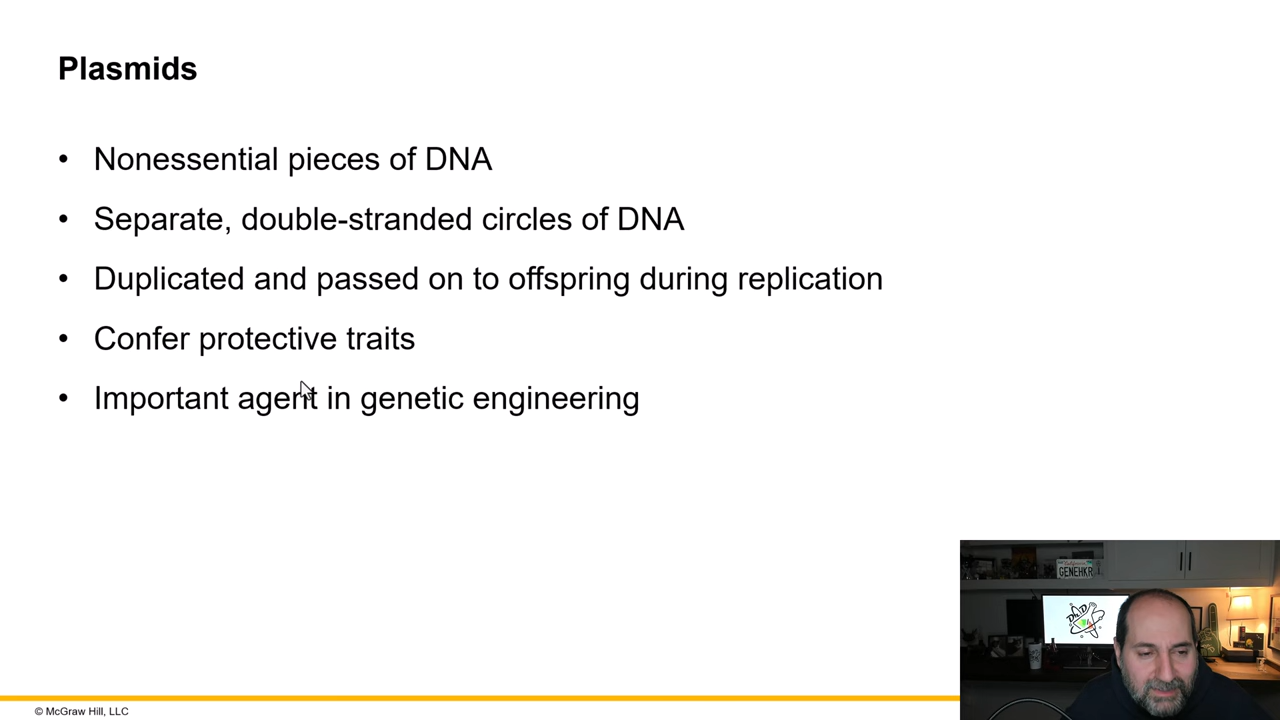 Plasmids
• Nonessential pieces of DNA
• Separate, double-stranded circles of DNA
• Duplicated and passed on to offspring during replication
• Confer protective traits
• Important agent in genetic engineering
GENEHKR
© McGraw Hill, LLC